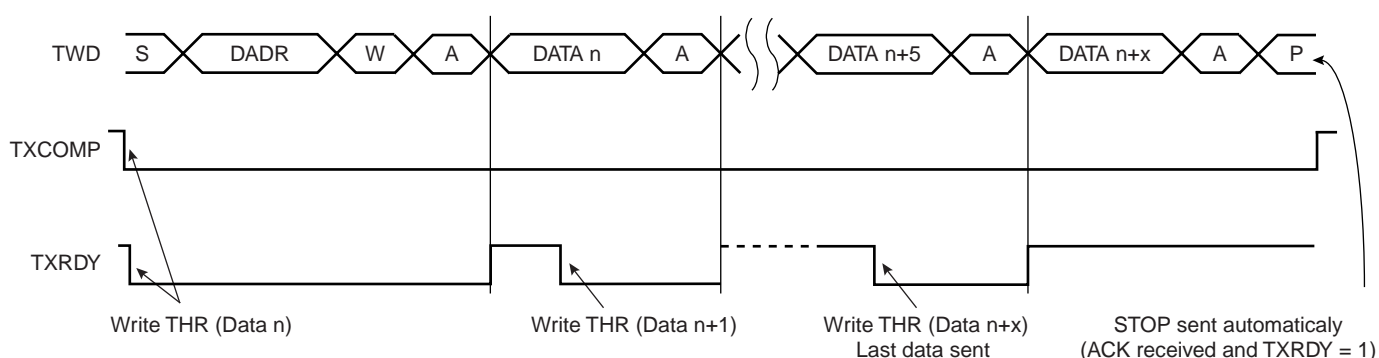 TWD S DADR W A DATA n A DATA n+5 A DATA n+x A P
TXCOMP
TXRDY
Write THR (Data n)
Write THR (Data n+1)
Write THR (Data n+x)
Last data sent
STOP sent automaticaly
(ACK received and TXRDY = 1)